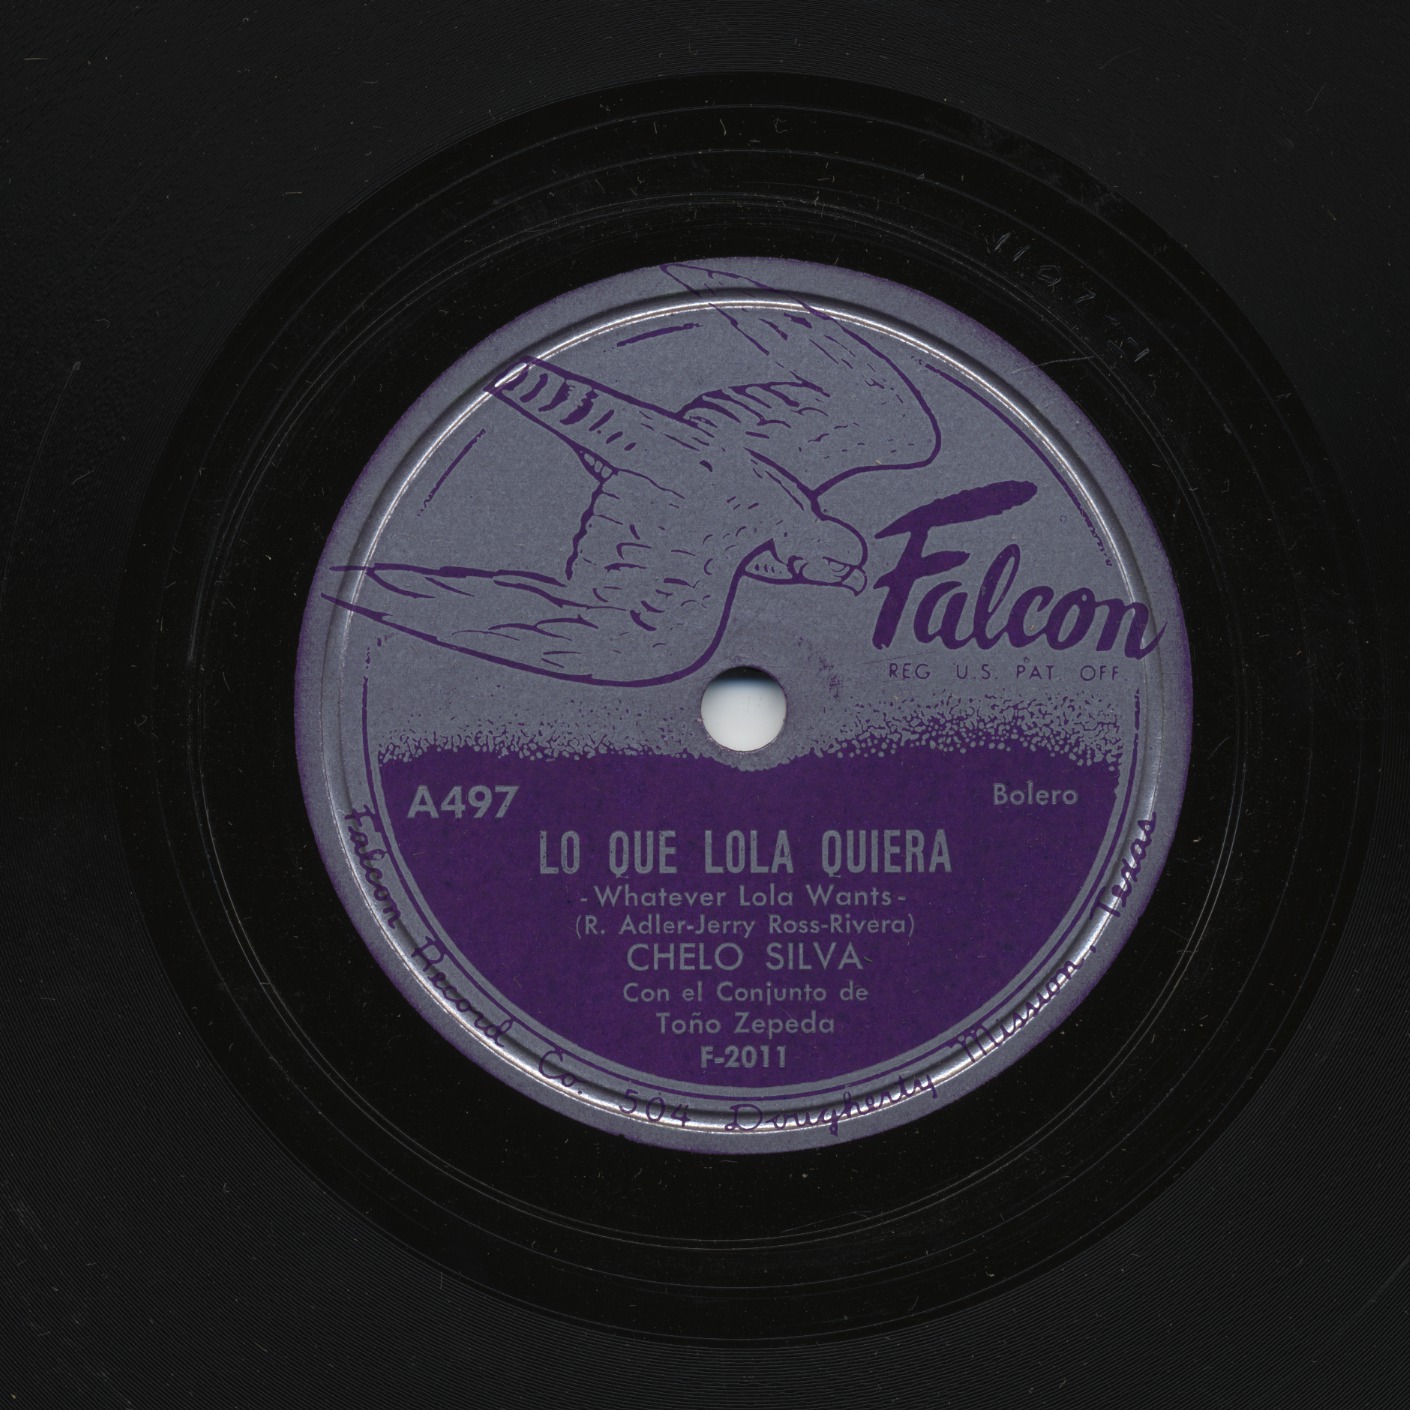 Falcon
REG. U.S. PAT. OFF.
A497
Bolero
LO QUE LOLA QUIERA
-Whatever Lola Wants-
(R. Adler-Jerry Ross-Rivera)
CHELO SILVA
Con el Conjunto de
Toño Zepeda
F-2011
Falcon Record Co. 504 Dougherty Mission, Texas